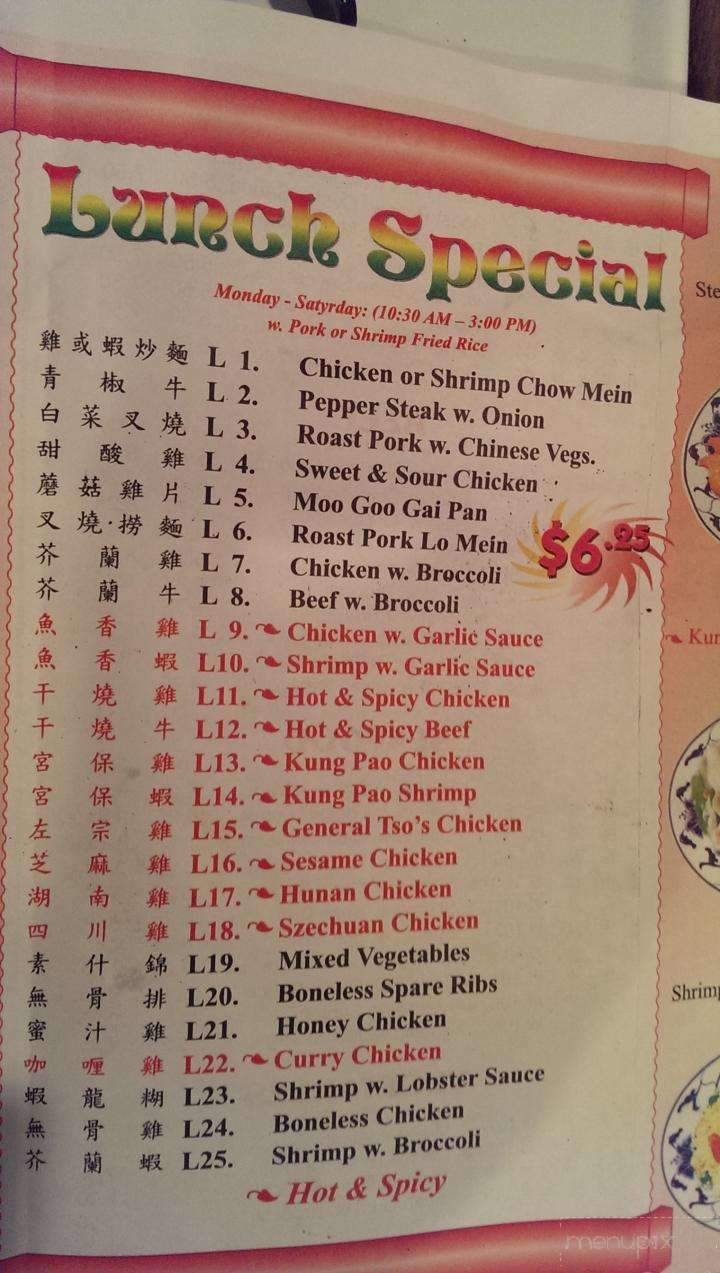 Lunch Special
Monday - Satyrday: (10:30 AM – 3:00 PM)
w. Pork or Shrimp Fried Rice
雞或蝦炒麵 L 1. Chicken or Shrimp Chow Mein
青椒牛 L 2. Pepper Steak w. Onion
白菜叉燒 L 3. Roast Pork w. Chinese Vegs.
甜酸雞 L 4. Sweet & Sour Chicken
蘑菇雞片 L 5. Moo Goo Gai Pan
叉燒·撈麵 L 6. Roast Pork Lo Mein
$6.25
芥蘭雞 L 7. Chicken w. Broccoli
芥蘭牛 L 8. Beef w. Broccoli
魚香雞 L 9. Chicken w. Garlic Sauce
魚香蝦 L10. Shrimp w. Garlic Sauce
干燒雞 L11. Hot & Spicy Chicken
干燒牛 L12. Hot & Spicy Beef
宮保雞 L13. Kung Pao Chicken
宮保蝦 L14. Kung Pao Shrimp
左宗雞 L15. General Tso's Chicken
芝麻雞 L16. Sesame Chicken
湖南雞 L17. Hunan Chicken
四川雞 L18. Szechuan Chicken
素什錦 L19. Mixed Vegetables
無骨排 L20. Boneless Spare Ribs
蜜汁雞 L21. Honey Chicken
咖喱雞 L22. Curry Chicken
蝦龍糊 L23. Shrimp w. Lobster Sauce
無骨雞 L24. Boneless Chicken
芥蘭蝦 L25. Shrimp w. Broccoli
Hot & Spicy
Ste
Kun
Shrimp
menupix